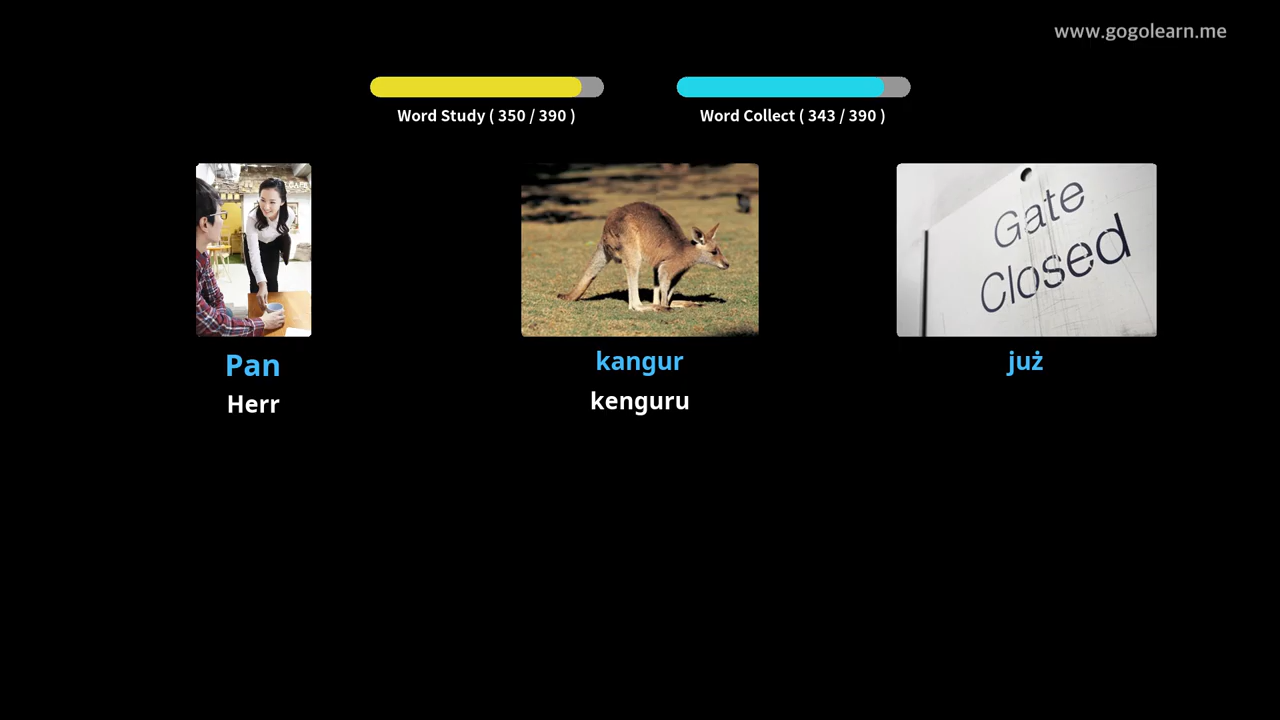 www.gogolearn.me
Word Study ( 350 / 390 )
Word Collect ( 343 / 390 )
Gate
Closed
Pan
kangur
już
Herr
kenguru